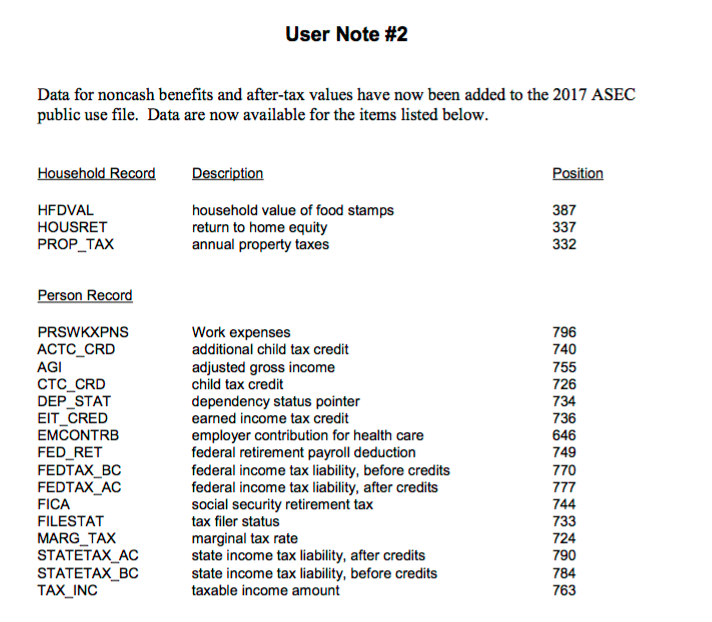 User Note #2
Data for noncash benefits and after-tax values have now been added to the 2017 ASEC
public use file.  Data are now available for the items listed below.
Household Record Description Position
HFDVAL household value of food stamps 387
HOUSRET return to home equity 337
PROP_TAX annual property taxes 332
Person Record
PRSWKXPNS Work expenses 796
ACTC_CRD additional child tax credit 740
AGI adjusted gross income 755
CTC_CRD child tax credit 726
DEP_STAT dependency status pointer 734
EIT_CRED earned income tax credit 736
EMCONTRB employer contribution for health care 646
FED_RET federal retirement payroll deduction 749
FEDTAX_BC federal income tax liability, before credits 770
FEDTAX_AC federal income tax liability, after credits 777
FICA social security retirement tax 744
FILESTAT tax filer status 733
MARG_TAX marginal tax rate 724
STATETAX_AC state income tax liability, after credits 790
STATETAX_BC state income tax liability, before credits 784
TAX_INC taxable income amount 763